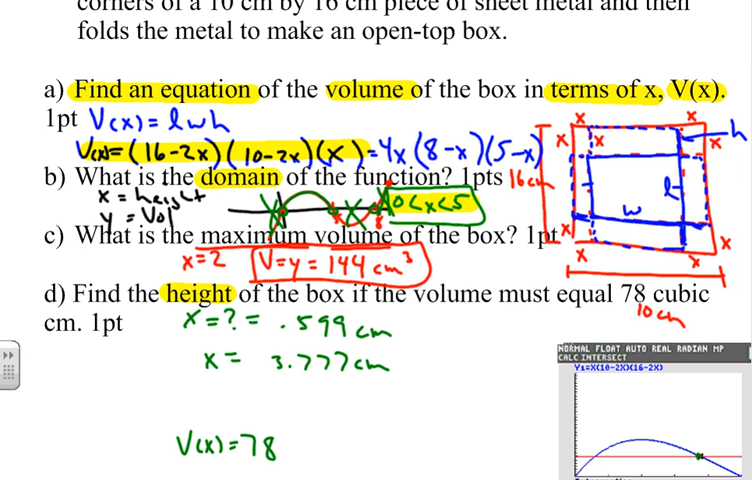 corners of a 10 cm by 16 cm piece of sheet metal and then
folds the metal to make an open-top box.
a) Find an equation of the volume of the box in terms of x, V(x).
1pt V(x) = lwh
V(x) = (16-2x)(10-2x)(x) = 4x(8-x)(5-x)
b) What is the domain of the function? 1pts
x = height
y = Vol
0<x<5
c) What is the maximum volume of the box? 1pt
x=2 V=y = 144 cm³
d) Find the height of the box if the volume must equal 78 cubic
cm. 1pt
x=? = .599 cm
x = 3.777 cm
V(x) = 78
x x
h
x x x
16cm
l
w
x x
x x
10cm
NORMAL FLOAT AUTO REAL RADIAN MP
CALC INTERSECT
Y1=X(10-2X)(16-2X)